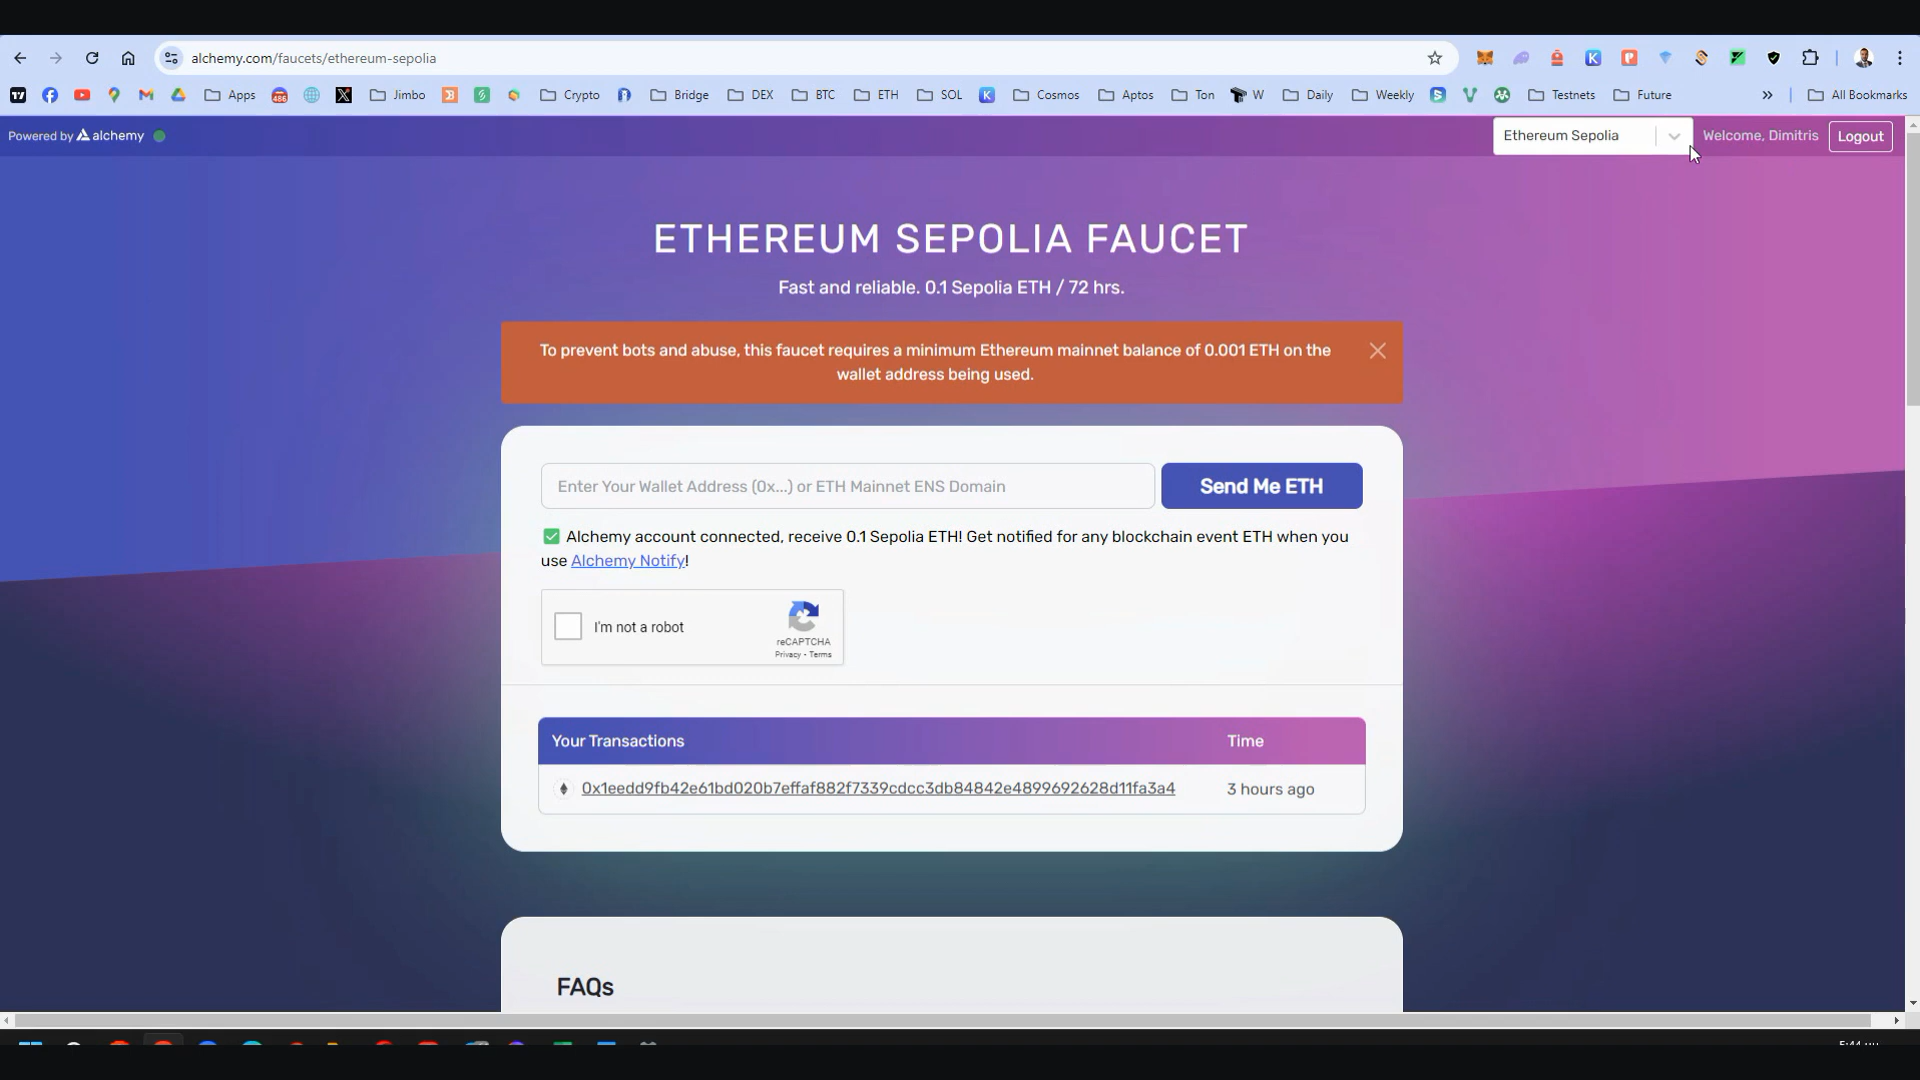 alchemy.com/faucets/ethereum-sepolia
Apps
Jimbo
Crypto
Bridge
DEX
BTC
ETH
SOL
Cosmos
Aptos
Ton
W
Daily
Weekly
Testnets
Future
All Bookmarks
Powered by alchemy
Ethereum Sepolia
Welcome, Dimitris
Logout
ETHEREUM SEPOLIA FAUCET
Fast and reliable. 0.1 Sepolia ETH / 72 hrs.
To prevent bots and abuse, this faucet requires a minimum Ethereum mainnet balance of 0.001 ETH on the
wallet address being used.
Enter Your Wallet Address (0x...) or ETH Mainnet ENS Domain
Send Me ETH
Alchemy account connected, receive 0.1 Sepolia ETH! Get notified for any blockchain event ETH when you
use Alchemy Notify!
I'm not a robot
reCAPTCHA
Privacy - Terms
Your Transactions
Time
0x1eedd9fb42e61bd020b7effaf882f7339cdcc3db84842e4899692628d11fa3a4
3 hours ago
FAQs